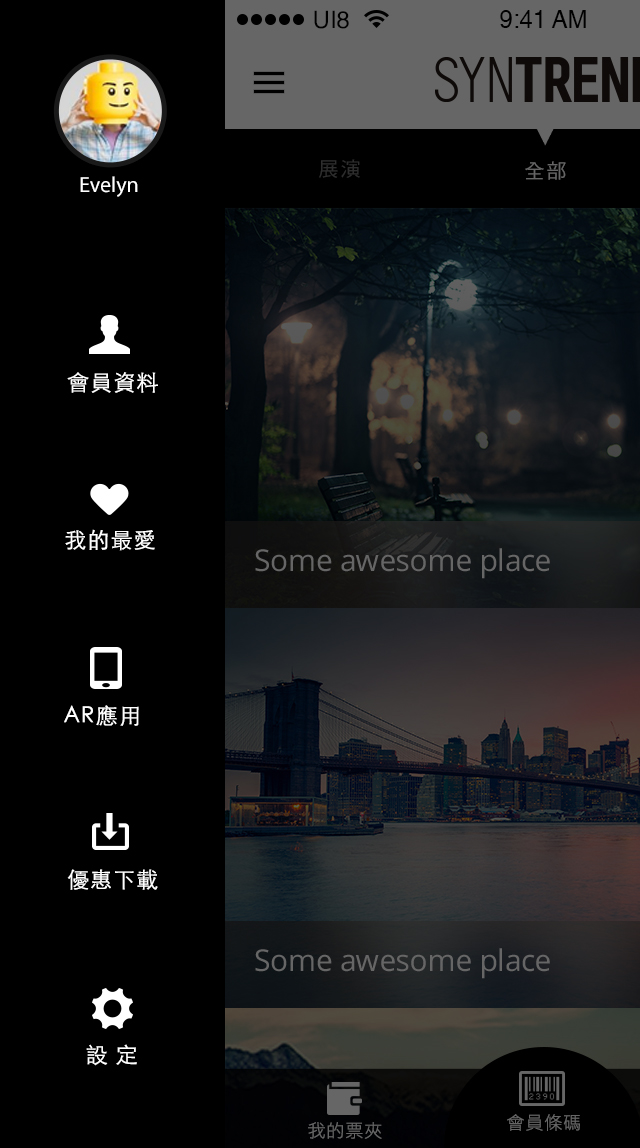 UI8
9:41 AM
SYNTREN
Evelyn
展演
全部
會員資料
我的最愛
AR應用
優惠下載
設 定
Some awesome place
Some awesome place
我的票夾
2390
會員條碼